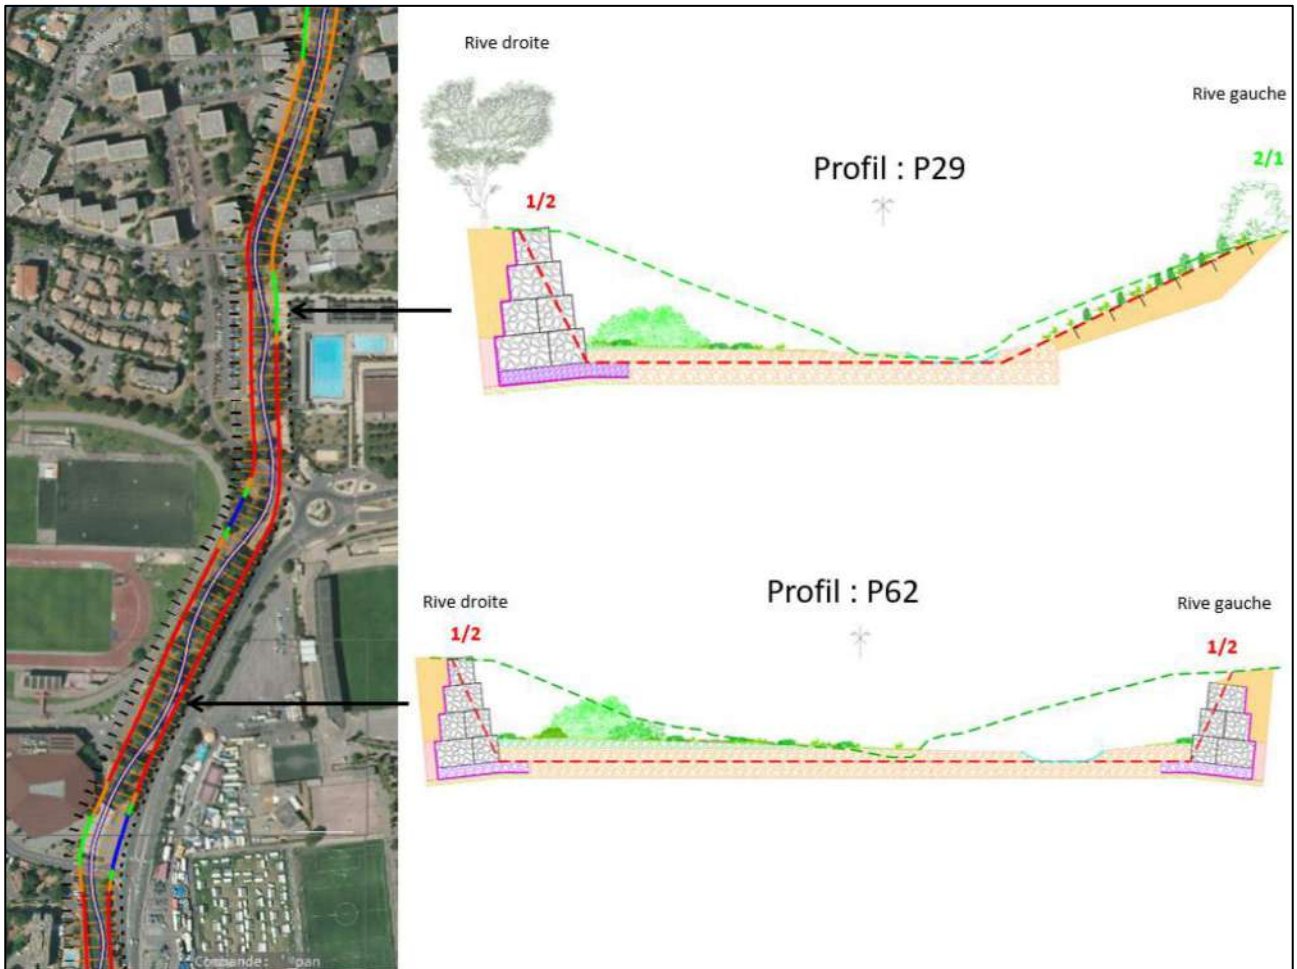 Rive droite
Rive gauche
Profil : P29
2/1
1/2
Profil : P62
Rive droite
Rive gauche
1/2
1/2
Commande: '_pan